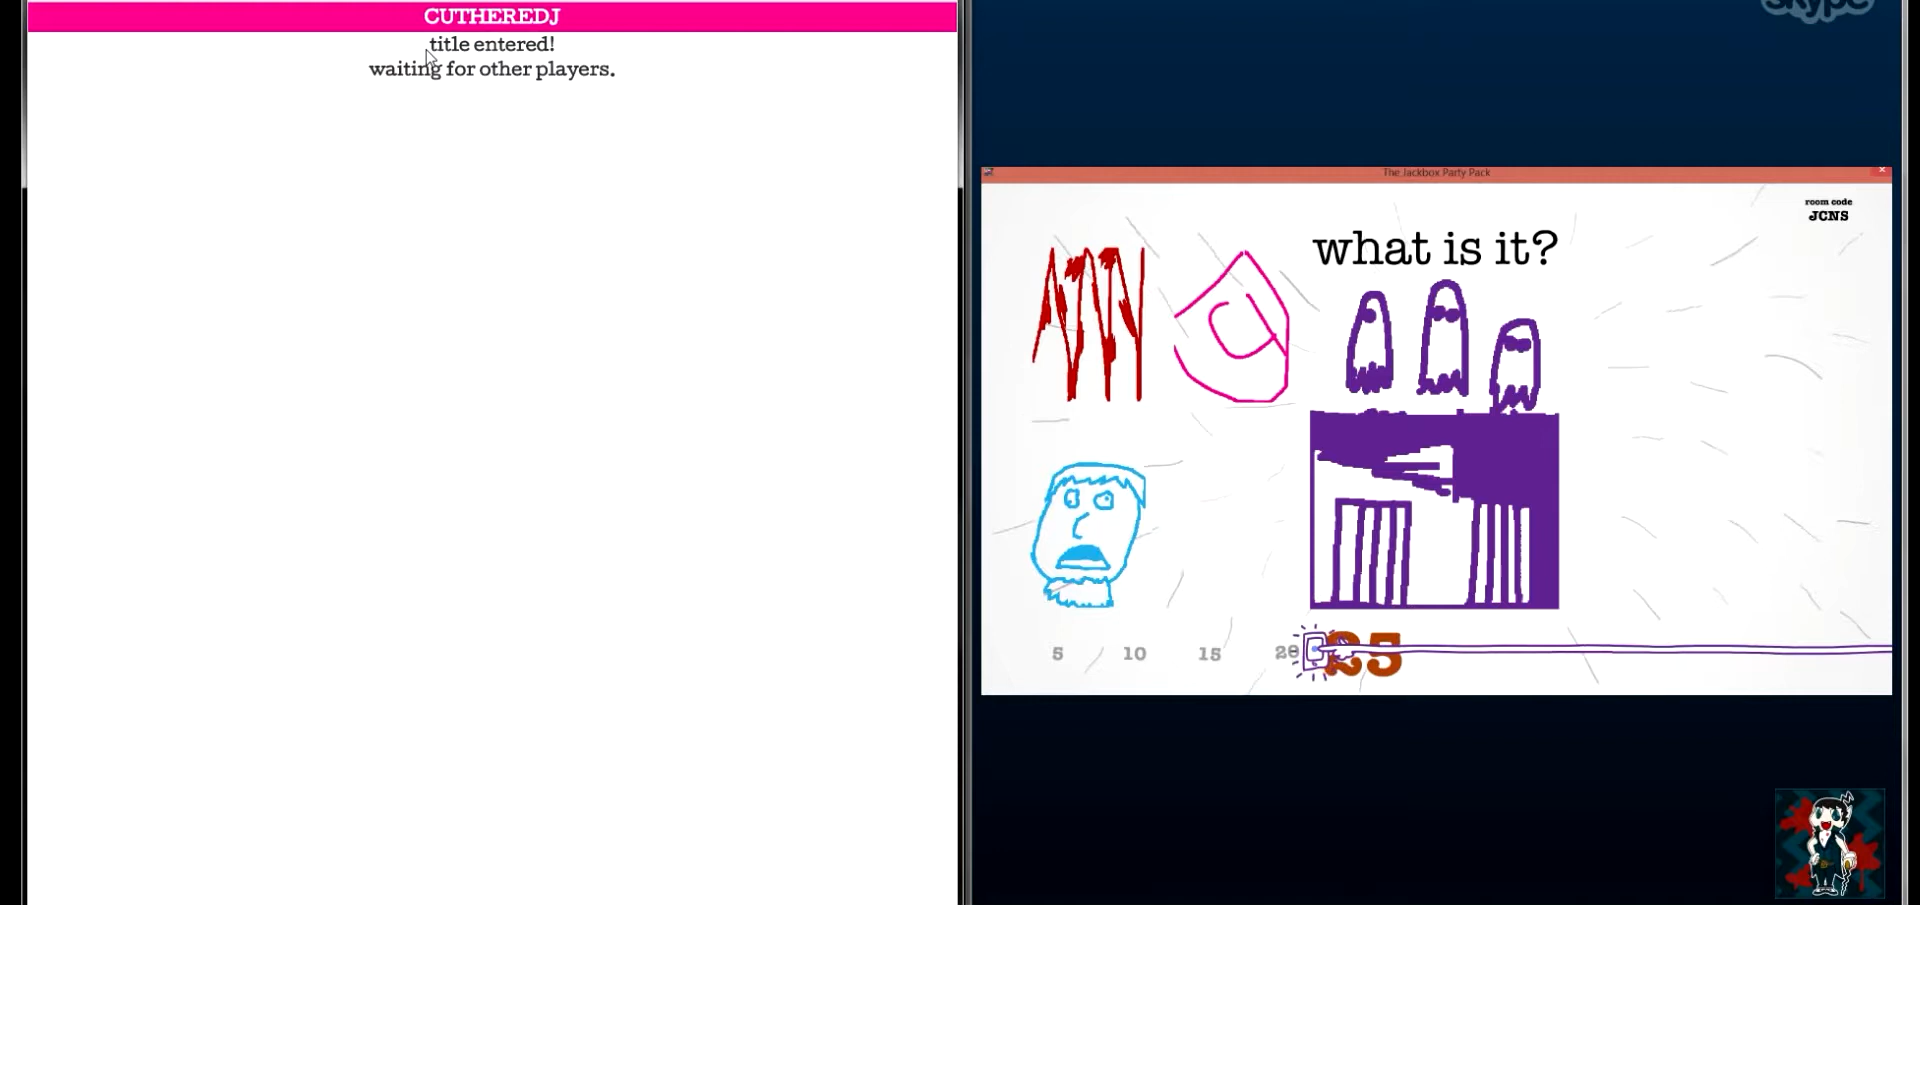 CUTHEREDJ
title entered!
waiting for other players.
skype
The Jackbox Party Pack
room code
JCNS
what is it?
5 10 15 20 25